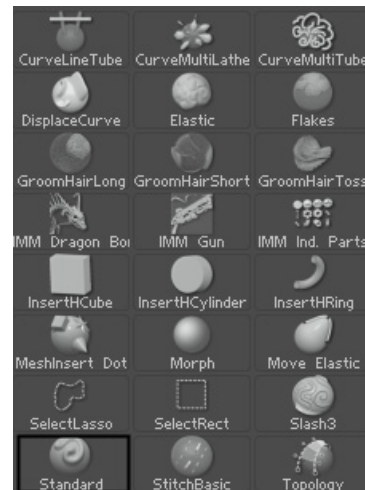 CurveLineTube CurveMultiLathe CurveMultiTube
DisplaceCurve Elastic Flakes
GroomHairLong GroomHairShort GroomHairToss
IMM Dragon Bo IMM Gun IMM Ind. Parts
InsertHCube InsertHCylinder InsertHRing
MeshInsert Dot Morph Move Elastic
SelectLasso SelectRect Slash3
Standard StitchBasic Topology